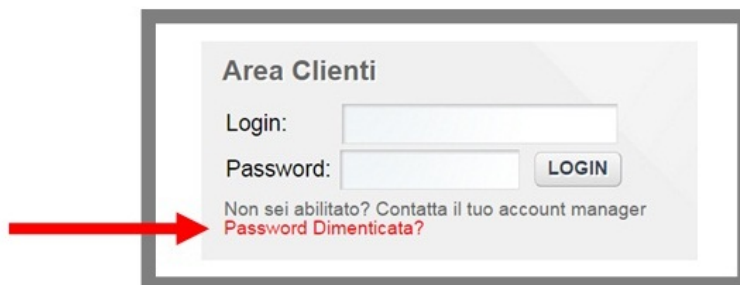 Area Clienti
Login:
Password:
LOGIN
Non sei abilitato? Contatta il tuo account manager
Password Dimenticata?